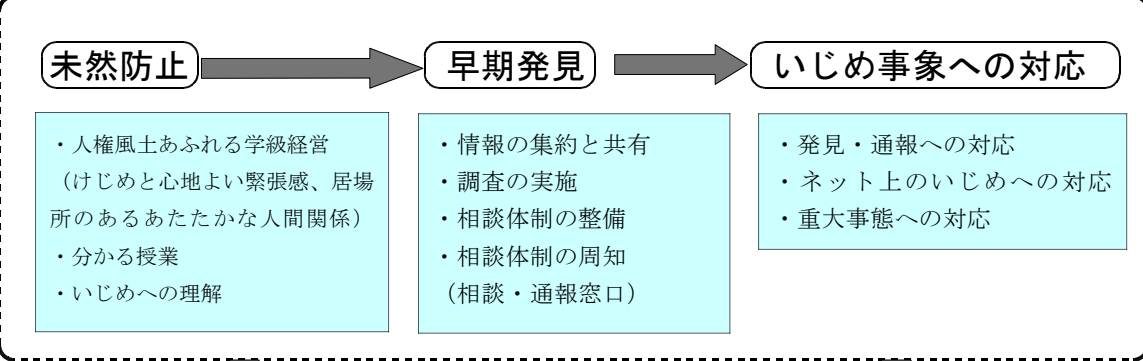 未然防止
早期発見
いじめ事象への対応
・人権風土あふれる学級経営
（けじめと心地よい緊張感、居場
所のあるあたたかな人間関係）
・分かる授業
・いじめへの理解
・情報の集約と共有
・調査の実施
・相談体制の整備
・相談体制の周知
（相談・通報窓口）
・発見・通報への対応
・ネット上のいじめへの対応
・重大事態への対応